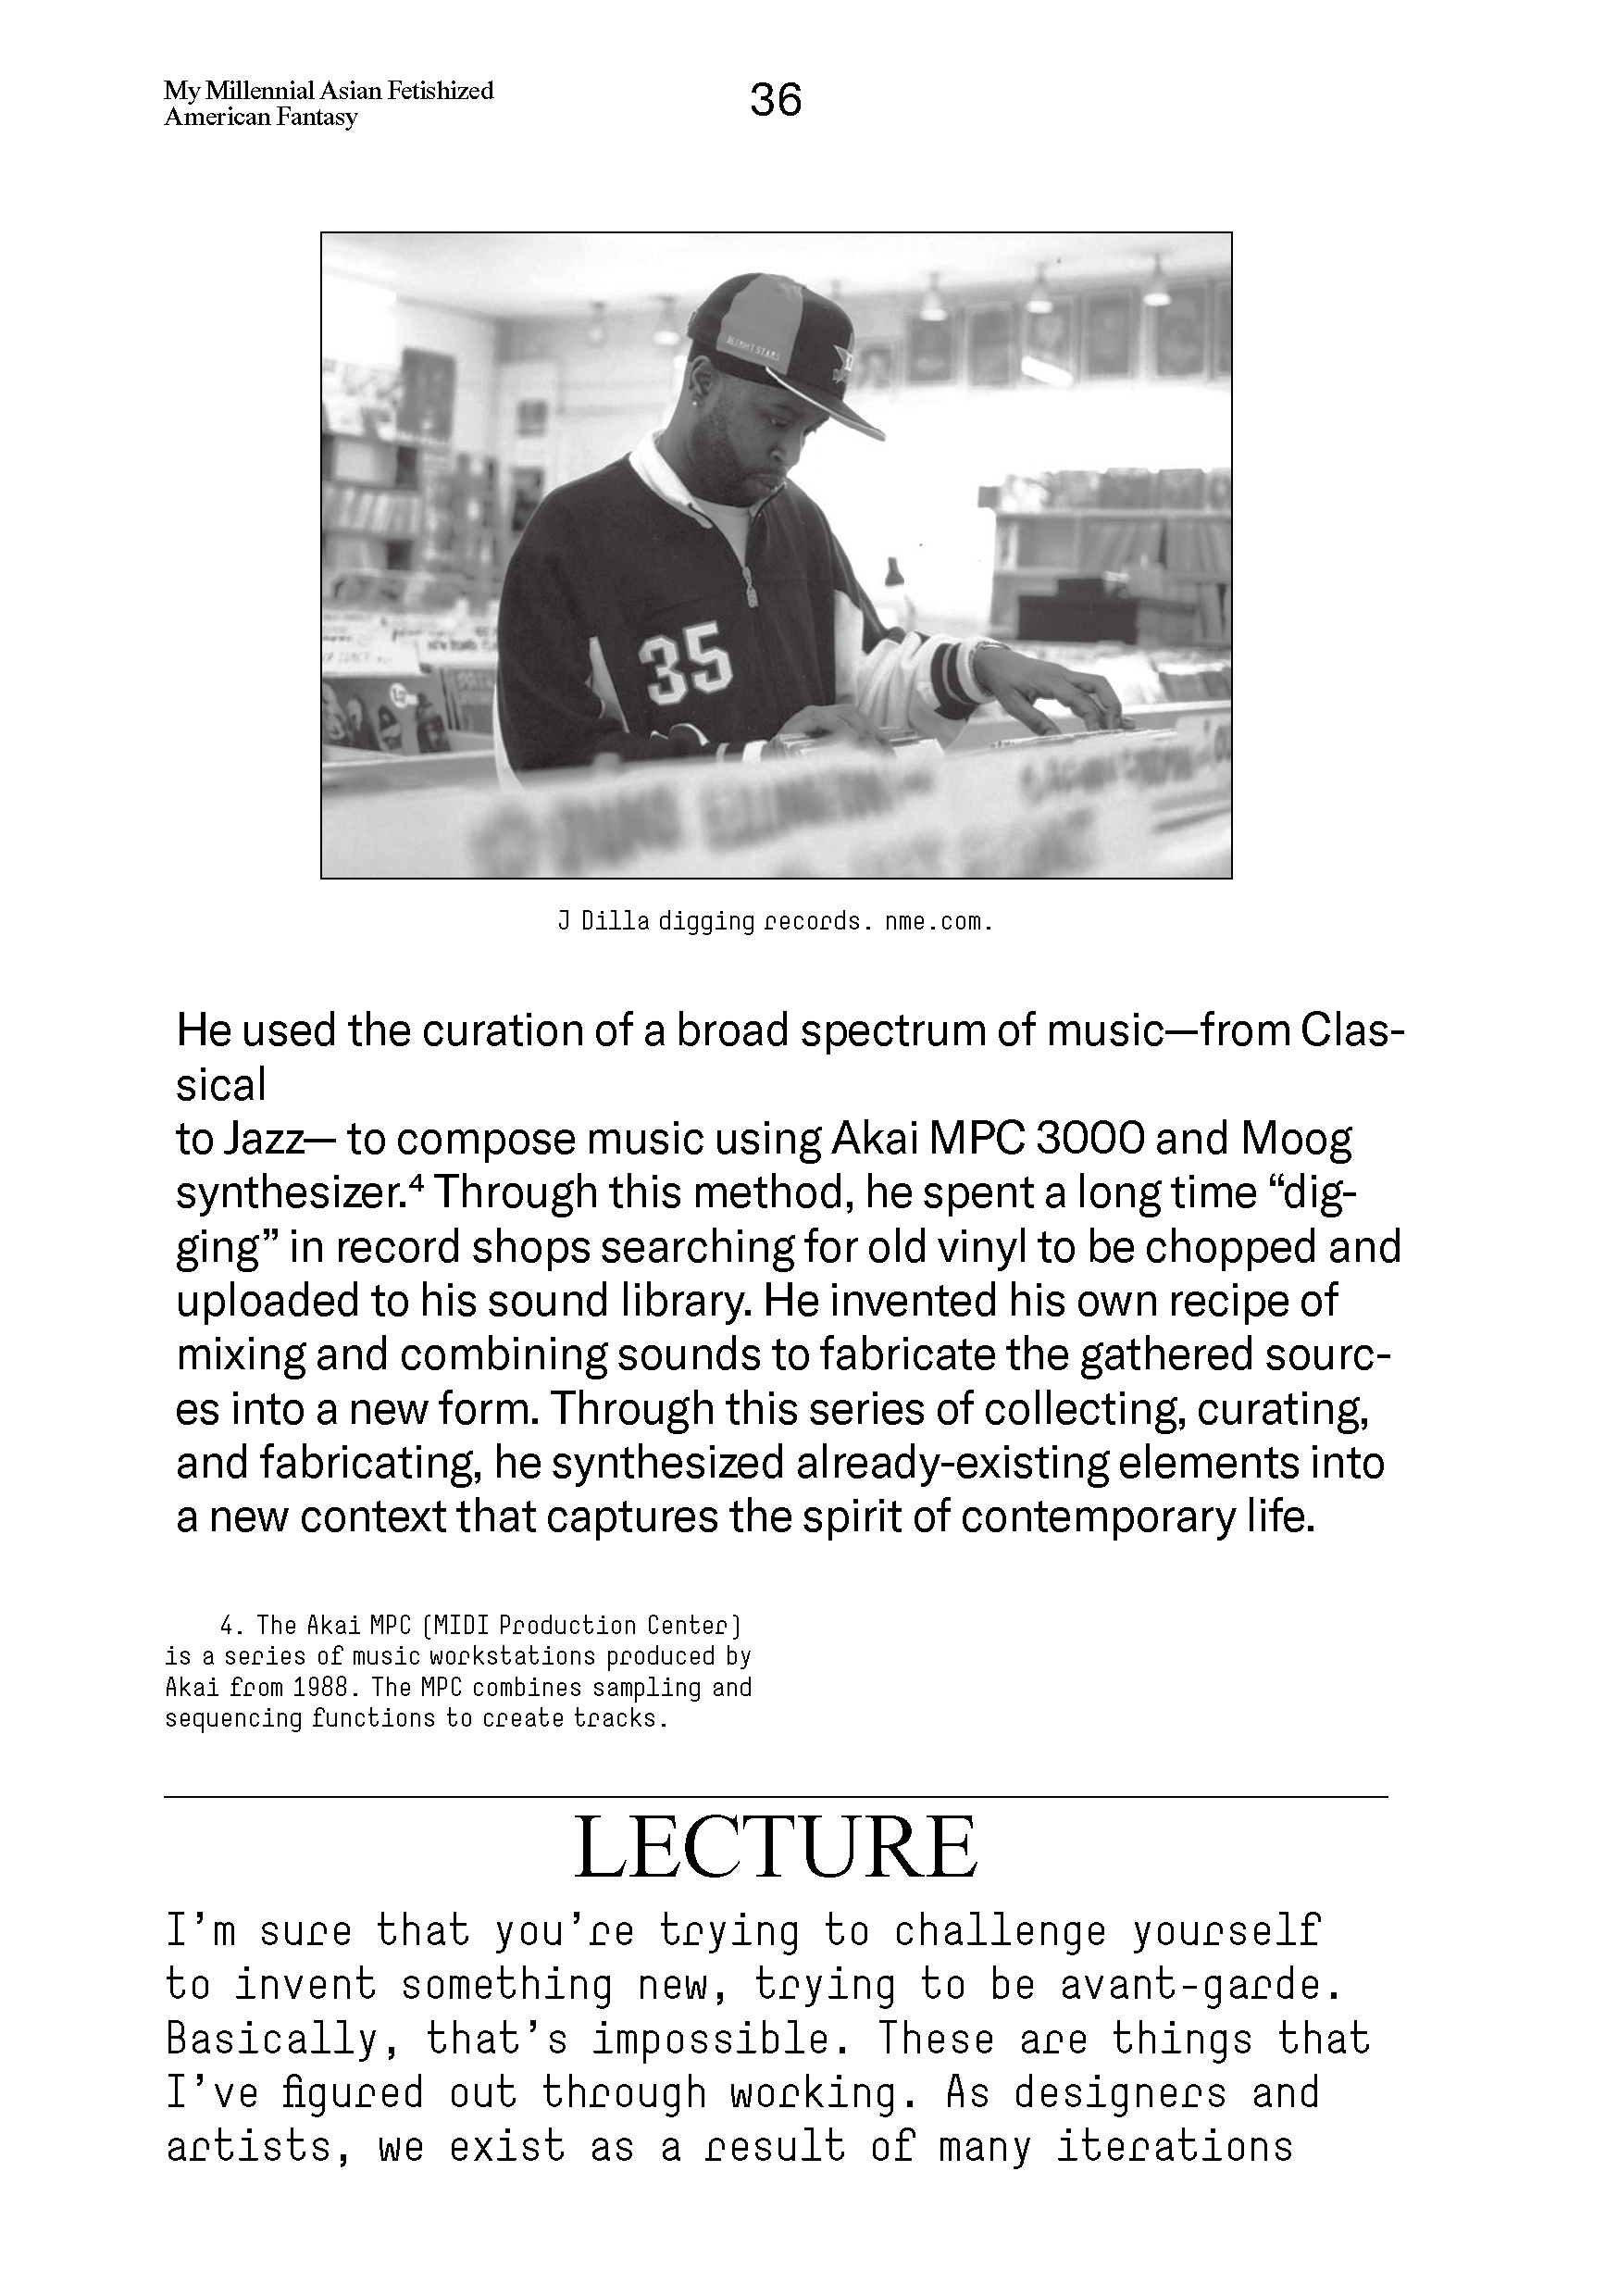 My Millennial Asian Fetishized
American Fantasy
36
35
J Dilla digging records. nme.com.
He used the curation of a broad spectrum of music—from Clas-
sical
to Jazz— to compose music using Akai MPC 3000 and Moog
synthesizer.⁴ Through this method, he spent a long time “dig-
ging” in record shops searching for old vinyl to be chopped and
uploaded to his sound library. He invented his own recipe of
mixing and combining sounds to fabricate the gathered sourc-
es into a new form. Through this series of collecting, curating,
and fabricating, he synthesized already-existing elements into
a new context that captures the spirit of contemporary life.
4. The Akai MPC (MIDI Production Center)
is a series of music workstations produced by
Akai from 1988. The MPC combines sampling and
sequencing functions to create tracks.
LECTURE
I’m sure that you’re trying to challenge yourself
to invent something new, trying to be avant-garde.
Basically, that’s impossible. These are things that
I’ve figured out through working. As designers and
artists, we exist as a result of many iterations